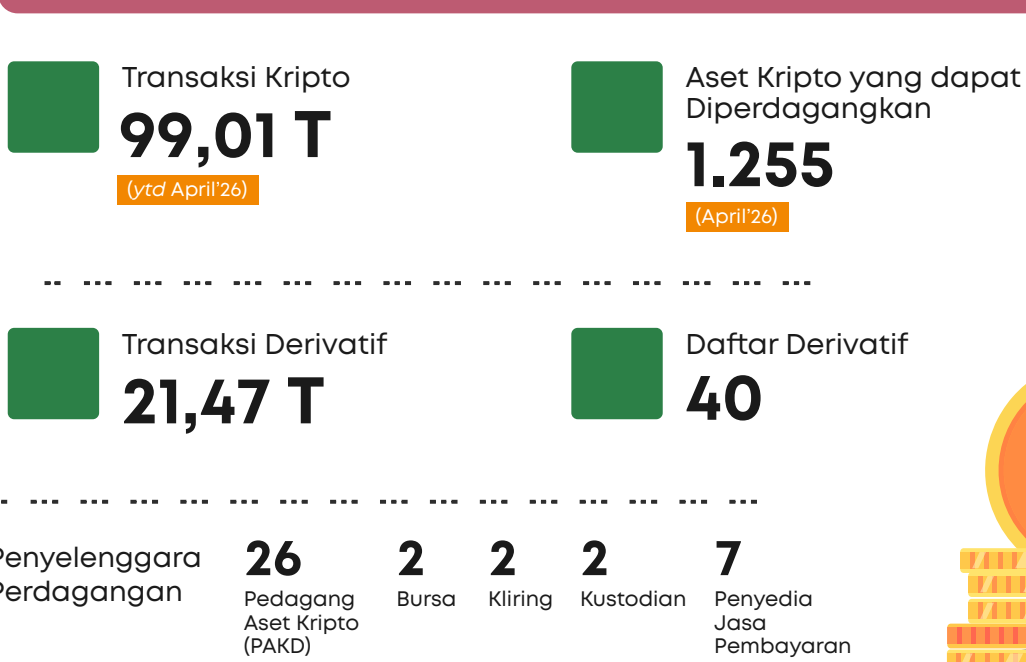 Transaksi Kripto
99,01 T
(ytd April'26)
Aset Kripto yang dapat
Diperdagangkan
1.255
(April'26)
Transaksi Derivatif
21,47 T
Daftar Derivatif
40
Penyelenggara
Perdagangan
26
Pedagang
Aset Kripto
(PAKD)
2
Bursa
2
Kliring
2
Kustodian
7
Penyedia
Jasa
Pembayaran